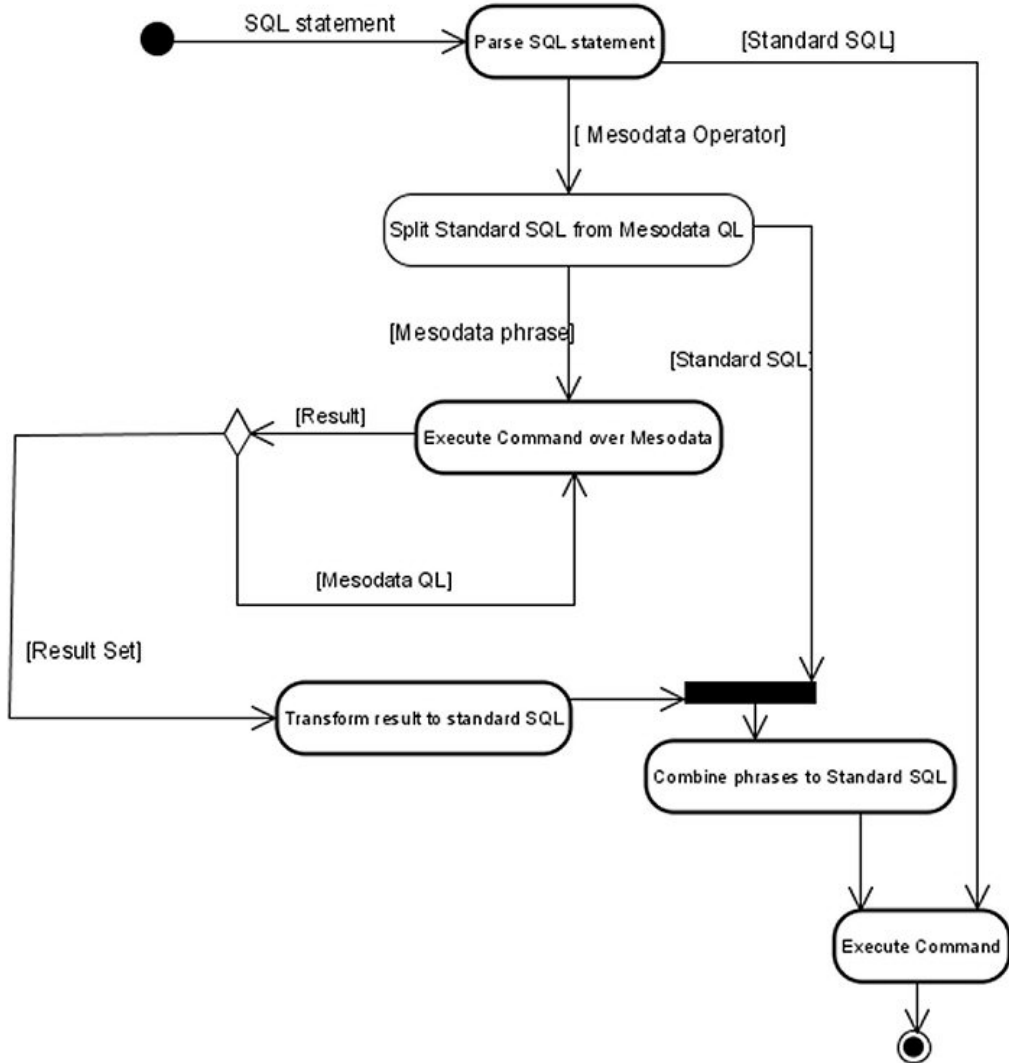 SQL statement
Parse SQL statement
[Standard SQL]
[ Mesodata Operator]
Split Standard SQL from Mesodata QL
[Mesodata phrase]
[Standard SQL]
[Result]
Execute Command over Mesodata
[Mesodata QL]
[Result Set]
Transform result to standard SQL
Combine phrases to Standard SQL
Execute Command